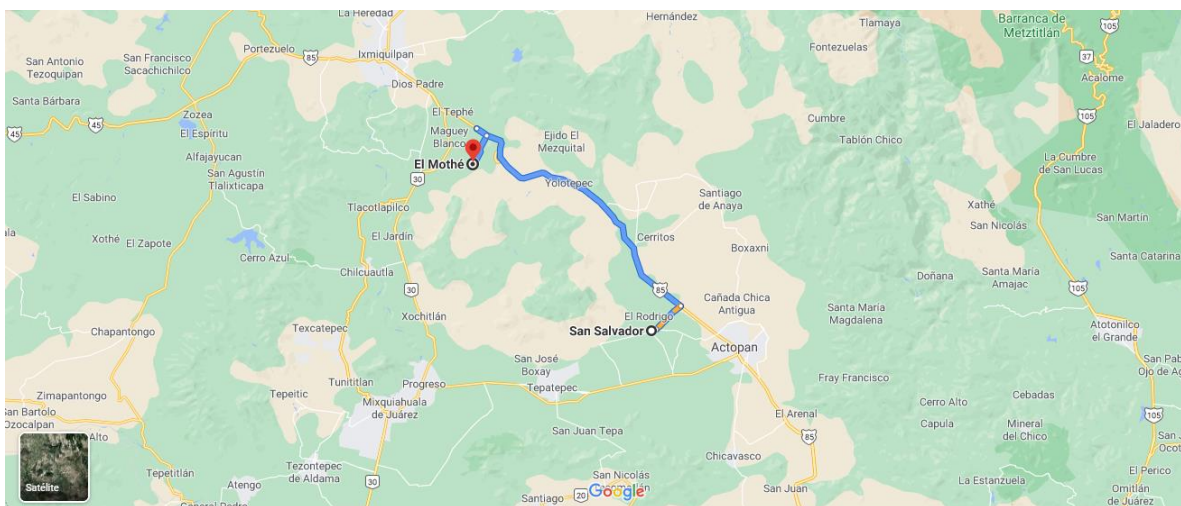 La Heredad
Hernández
Tlamaya
Barranca de
Metztitlán
105
Portezuelo
85
Ixmiquilpan
Fontezuelas
San Antonio
Tezoquipan
San Francisco
Sacachichilco
37
Acalome
Dios Padre
Santa Bárbara
Zozea
El Tephé
Cumbre
105
El Jaladero
45
45
El Espíritu
Maguey
Blanco
Ejido El
Mezquital
Tablón Chico
Alfajayucan
El Mothé
La Cumbre
de San Lucas
San Agustín
Tlalixticapa
30
Yolotepec
Santiago
de Anaya
El Sabino
Tlacotlapilco
Xathé
San Nicolás
San Martin
Xothé
El Zapote
El Jardín
Cerritos
Boxaxni
Cerro Azul
Santa Catarina
Chilcuautla
Doñana
Santa María
Amajac
30
85
105
Cañada Chica
Antigua
Xochitlán
El Rodrigo
Santa María
Magdalena
Chapantongo
Texcatepec
San Salvador
Actopan
Atotonilco
el Grande
San José
Boxay
San Pab
Ojo de Ag
Tunititlan
Progreso
Tepatepec
Fray Francisco
Zimapantongo
Tepeitic
Mixquiahuala
de Juárez
Cerro Alto
Cebadas
San Bartolo
Ozocalpan
El Arenal
105
Alto
San Juan Tepa
85
Capula
Mineral
del Chico
San J
Ocot
Chicavasco
Tepetitlán
Tezontepec
de Aldama
El Perico
Satélite
Atengo
30
San Nicolás
San Juan
La Estanzuela
Omitlán
de Juárez
Santiago
20
Google